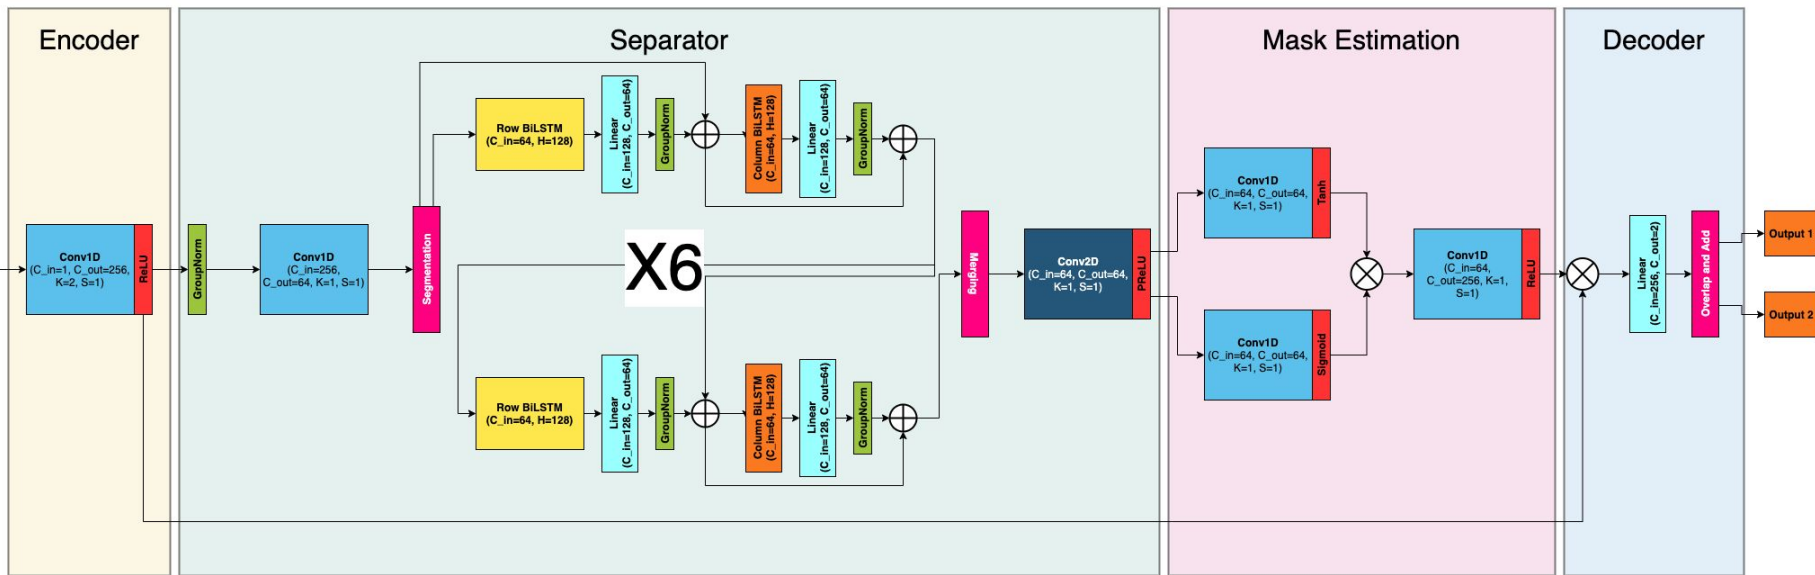 Encoder
Separator
Mask Estimation
Decoder
Conv1D
(C_in=1, C_out=256,
K=2, S=1)
ReLU
GroupNorm
Conv1D
(C_in=256,
C_out=64, K=1, S=1)
Segmentation
Row BiLSTM
(C_in=64, H=128)
Linear
(C_in=128, C_out=64)
GroupNorm
Column BiLSTM
(C_in=64, H=128)
Linear
(C_in=128, C_out=64)
GroupNorm
X6
Row BiLSTM
(C_in=64, H=128)
Linear
(C_in=128, C_out=64)
GroupNorm
Column BiLSTM
(C_in=64, H=128)
Linear
(C_in=128, C_out=64)
GroupNorm
Merging
Conv2D
(C_in=64, C_out=64,
K=1, S=1)
PReLU
Conv1D
(C_in=64, C_out=64,
K=1, S=1)
Tanh
Conv1D
(C_in=64, C_out=64,
K=1, S=1)
Sigmoid
Conv1D
(C_in=64,
C_out=256, K=1,
S=1)
ReLU
Linear
(C_in=256, C_out=2)
Overlap and Add
Output 1
Output 2